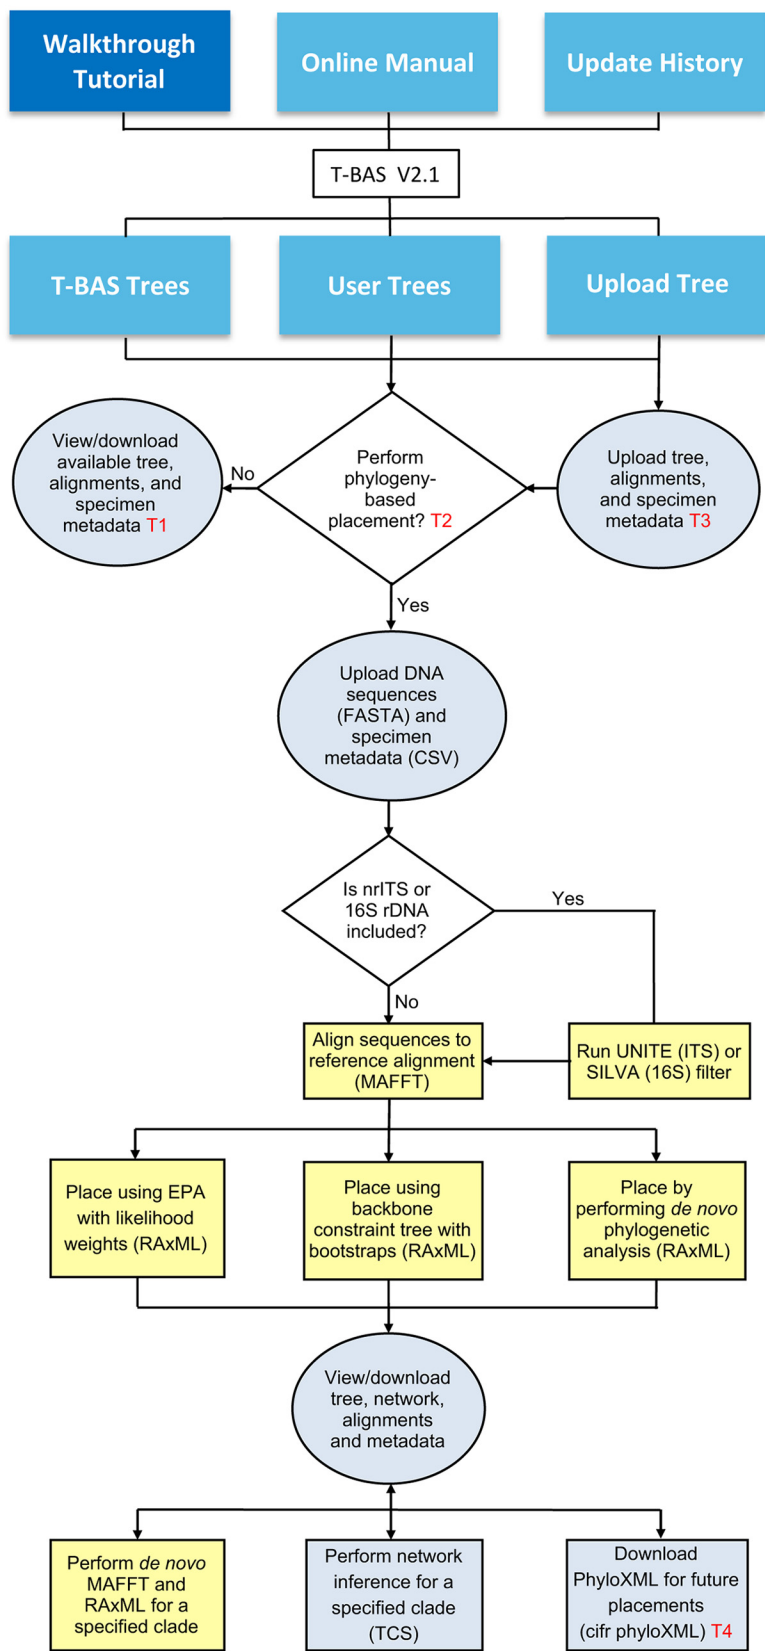 Walkthrough
Tutorial
Online Manual
Update History
T-BAS V2.1
T-BAS Trees
User Trees
Upload Tree
View/download
available tree,
alignments, and
specimen
metadata T1
No
Perform
phylogeny-
based
placement? T2
Upload tree,
alignments,
and specimen
metadata T3
Yes
Upload DNA
sequences
(FASTA) and
specimen
metadata (CSV)
Is nrITS or
16S rDNA
included?
Yes
No
Align sequences to
reference alignment
(MAFFT)
Run UNITE (ITS) or
SILVA (16S) filter
Place using EPA
with likelihood
weights (RAxML)
Place using
backbone
constraint tree with
bootstraps (RAxML)
Place by
performing de novo
phylogenetic
analysis (RAxML)
View/download
tree, network,
alignments
and metadata
Perform de novo
MAFFT and
RAxML for a
specified clade
Perform network
inference for a
specified clade
(TCS)
Download
PhyloXML for future
placements
(cifr phyloXML) T4